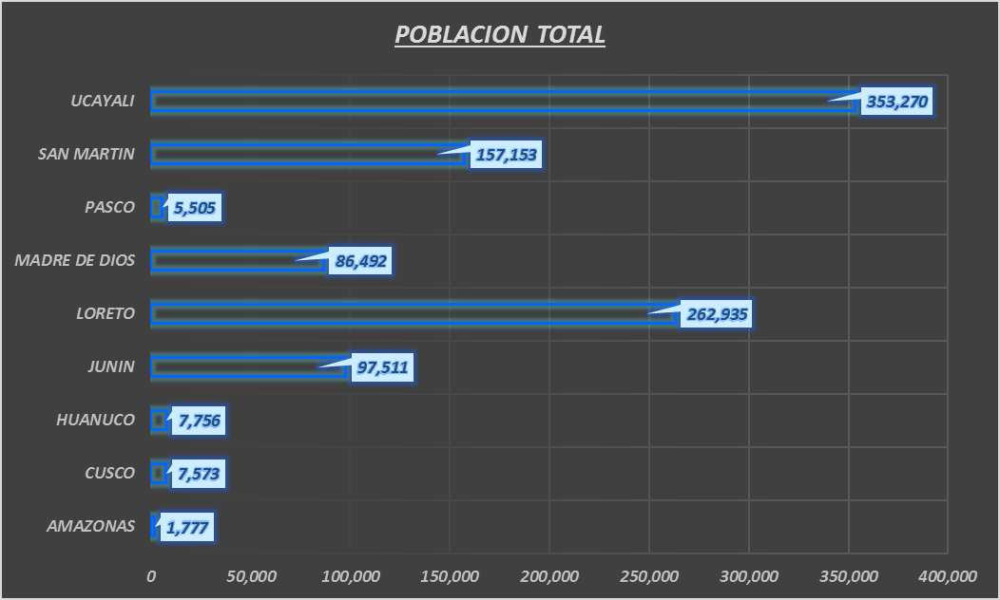 POBLACION TOTAL
UCAYALI 353,270
SAN MARTIN 157,153
PASCO 5,505
MADRE DE DIOS 86,492
LORETO 262,935
JUNIN 97,511
HUANUCO 7,756
CUSCO 7,573
AMAZONAS 1,777
0 50,000 100,000 150,000 200,000 250,000 300,000 350,000 400,000